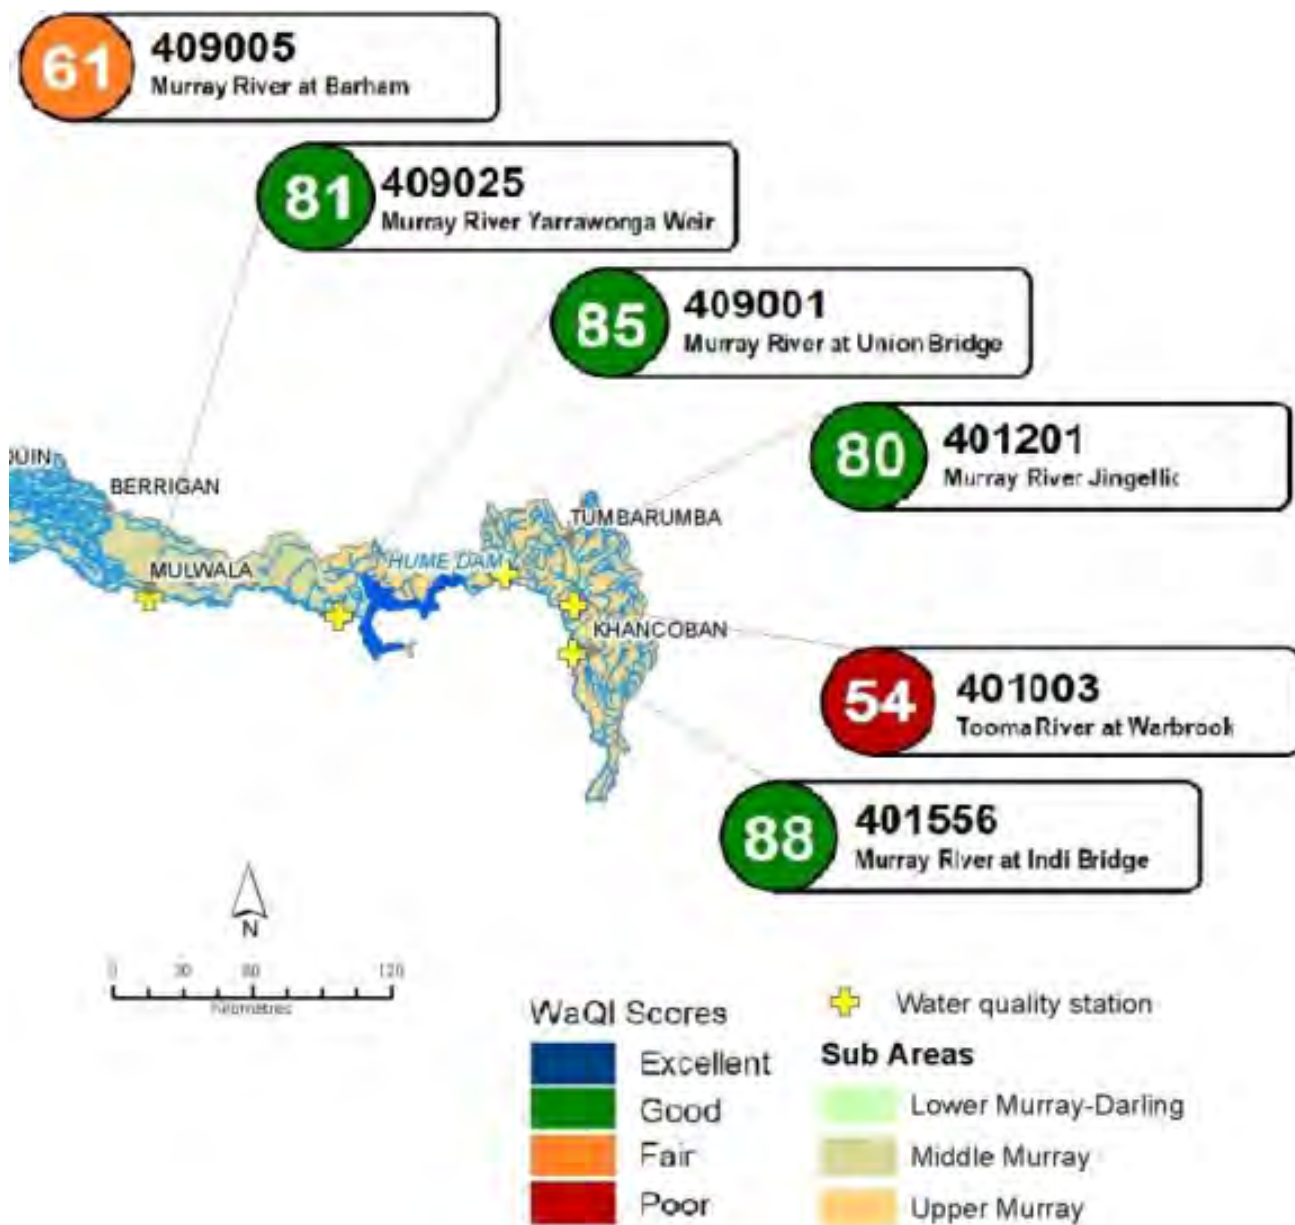 61
409005
Murray River at Barham
81
409025
Murray River Yarrawonga Weir
85
409001
Murray River at Union Bridge
80
401201
Murray River Jingellic
BERRIGAN
TUMBARUMBA
HUME DAM
MULWALA
KHANCOBAN
54
401003
Tooma River at Warbrook
88
401556
Murray River at Indi Bridge
N
0 30 60 120
Kilometres
WaQI Scores
Excellent
Good
Fair
Poor
Water quality station
Sub Areas
Lower Murray-Darling
Middle Murray
Upper Murray